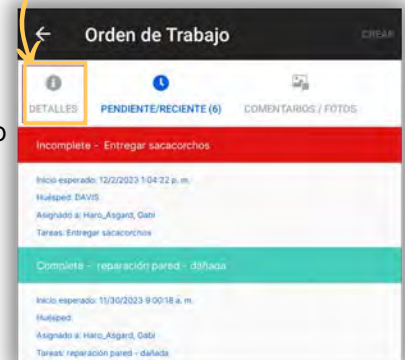 Orden de Trabajo
CREAR
DETALLES
PENDIENTE/RECIENTE (6)
COMENTARIOS / FOTOS
o
Incomplete - Entregar sacacorchos
Inicio esperado: 12/2/2023 1:04:22 p. m.
Huésped: DAVIS
Asignado a: Haro_Asgard, Gabi
Tareas: Entregar sacacorchos
Complete - reparación pared - dañada
Inicio esperado: 11/30/2023 9:00:18 a. m.
Huésped:
Asignado a: Haro_Asgard, Gabi
Tareas: reparación pared - dañada